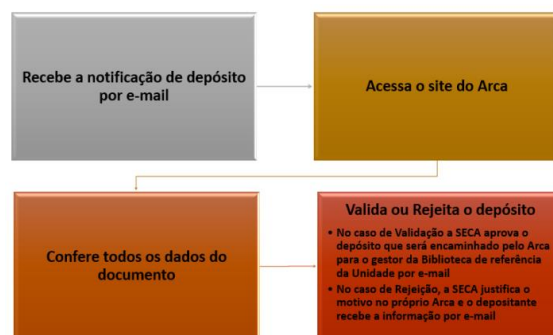 Recebe a notificação de depósito
por e-mail
Acessa o site do Arca
Confere todos os dados do
documento
Valida ou Rejeita o depósito
• No caso de Validação a SECA aprova o
depósito que será encaminhado pelo Arca
para o gestor da Biblioteca de referência
da Unidade por e-mail
• No caso de Rejeição, a SECA justifica o
motivo no próprio Arca e o depositante
recebe a informação por e-mail